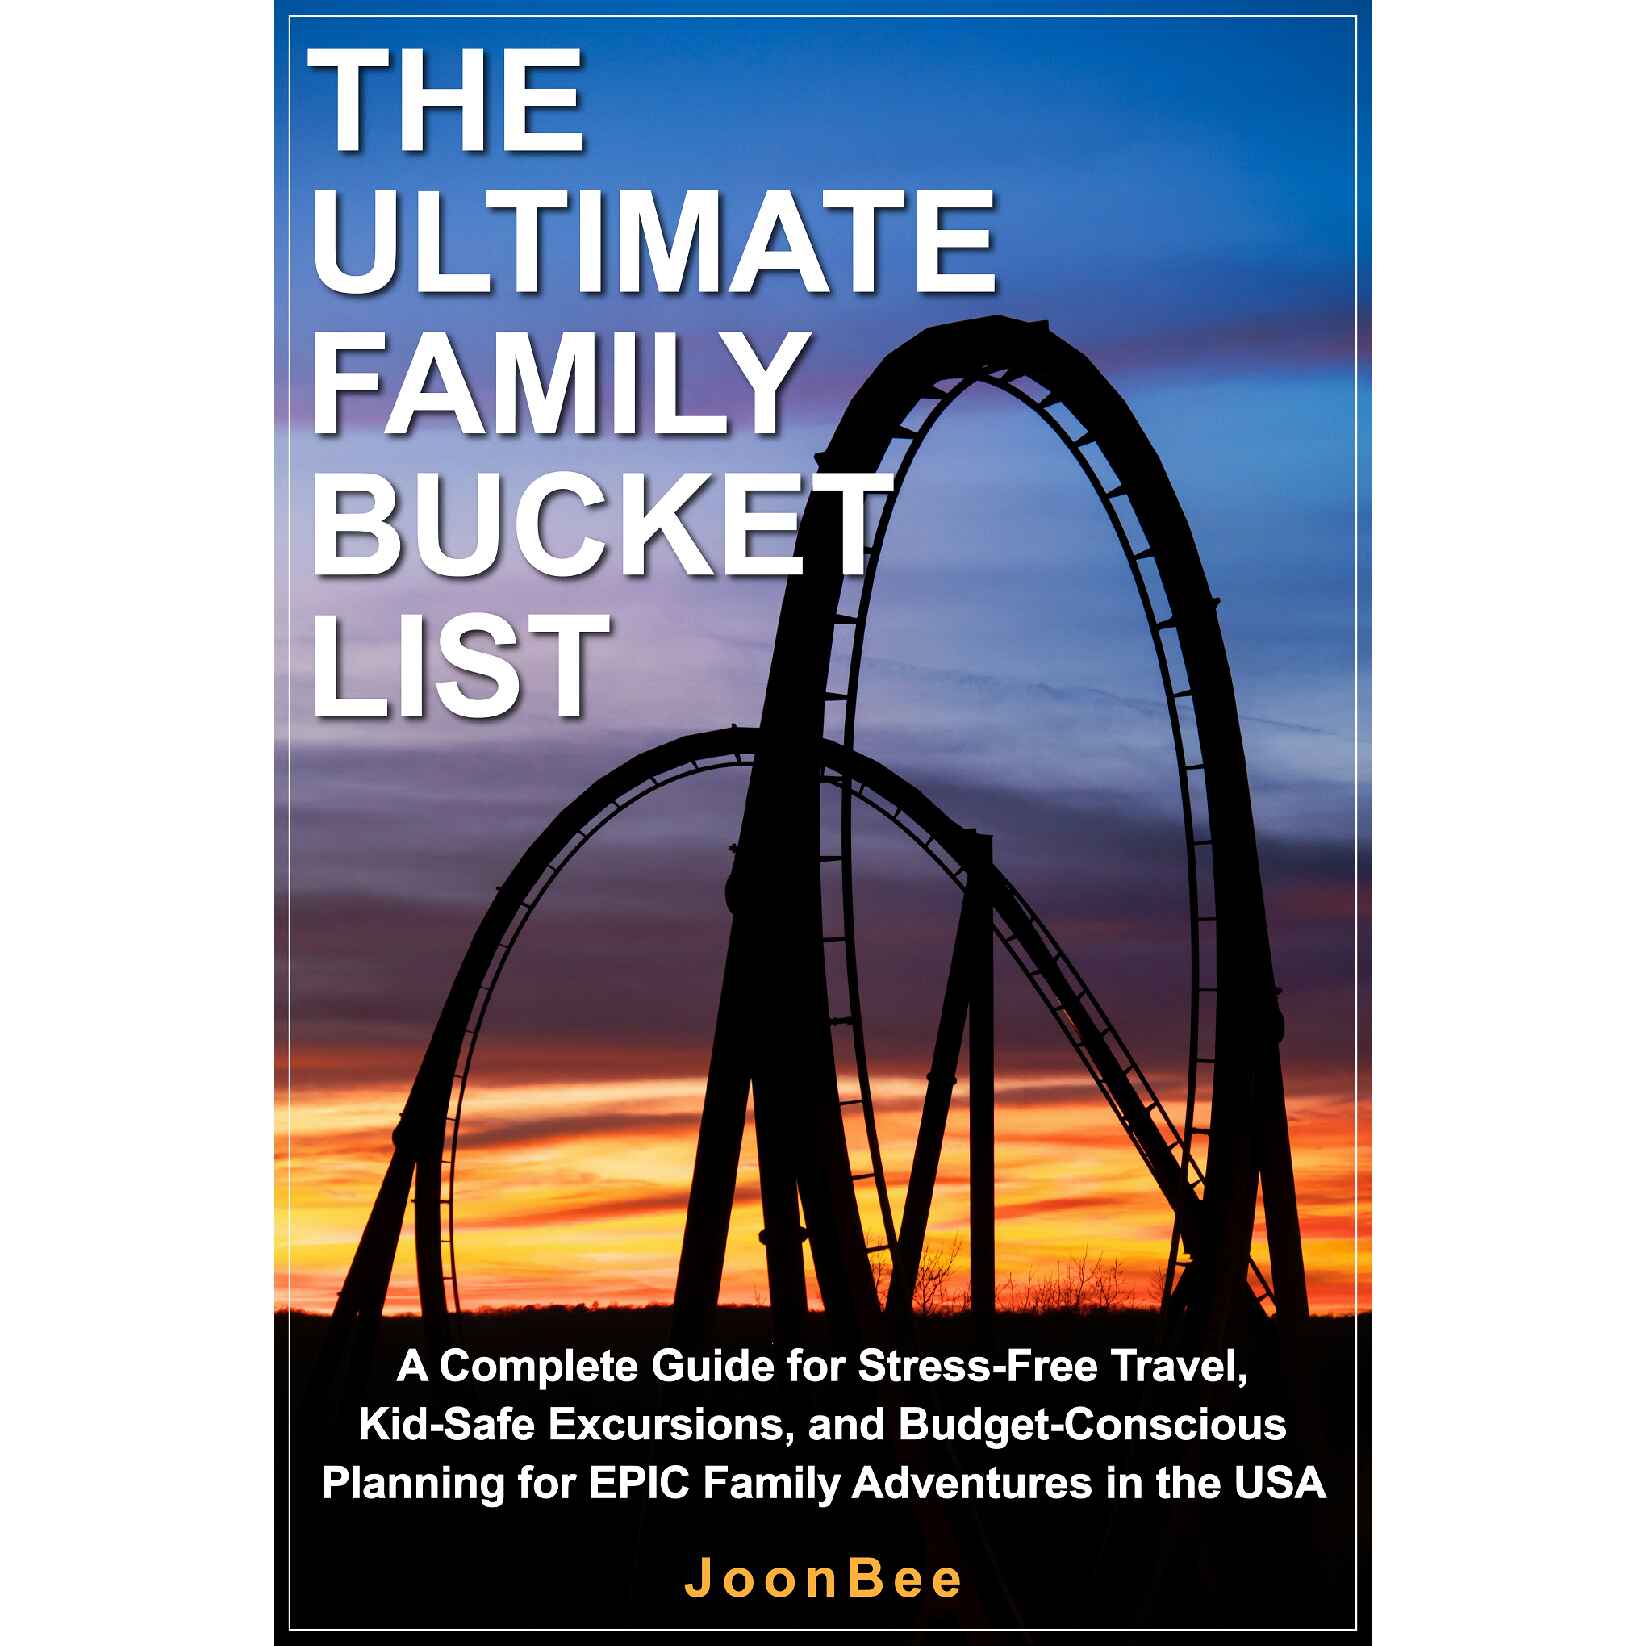 THE
ULTIMATE
FAMILY
BUCKET
LIST
A Complete Guide for Stress-Free Travel,
Kid-Safe Excursions, and Budget-Conscious
Planning for EPIC Family Adventures in the USA
JoonBee